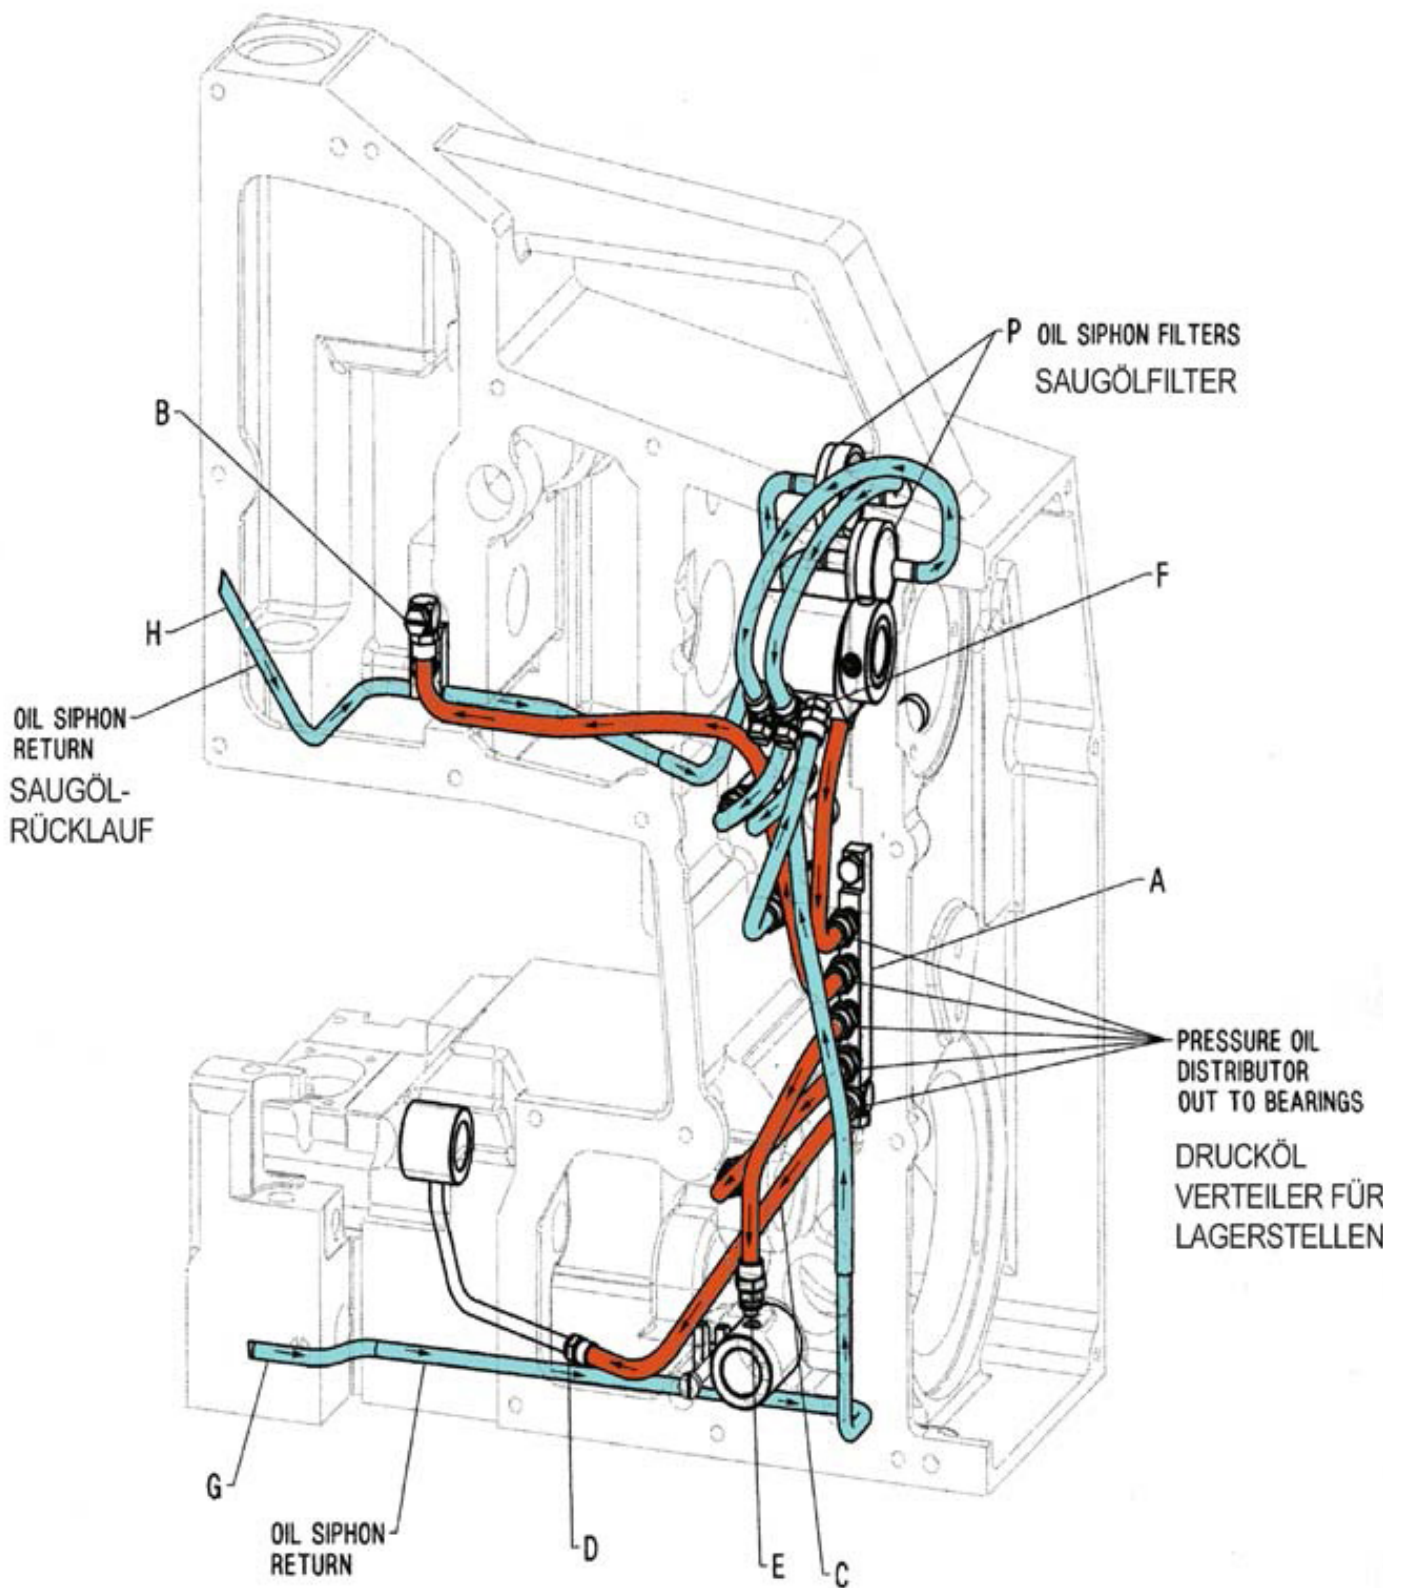 P OIL SIPHON FILTERS
SAUGÖLFILTER
B
F
H
OIL SIPHON
RETURN
SAUGÖL-
RÜCKLAUF
A
PRESSURE OIL
DISTRIBUTOR
OUT TO BEARINGS
DRUCKÖL
VERTEILER FÜR
LAGERSTELLEN
G
OIL SIPHON
RETURN
D
E
C